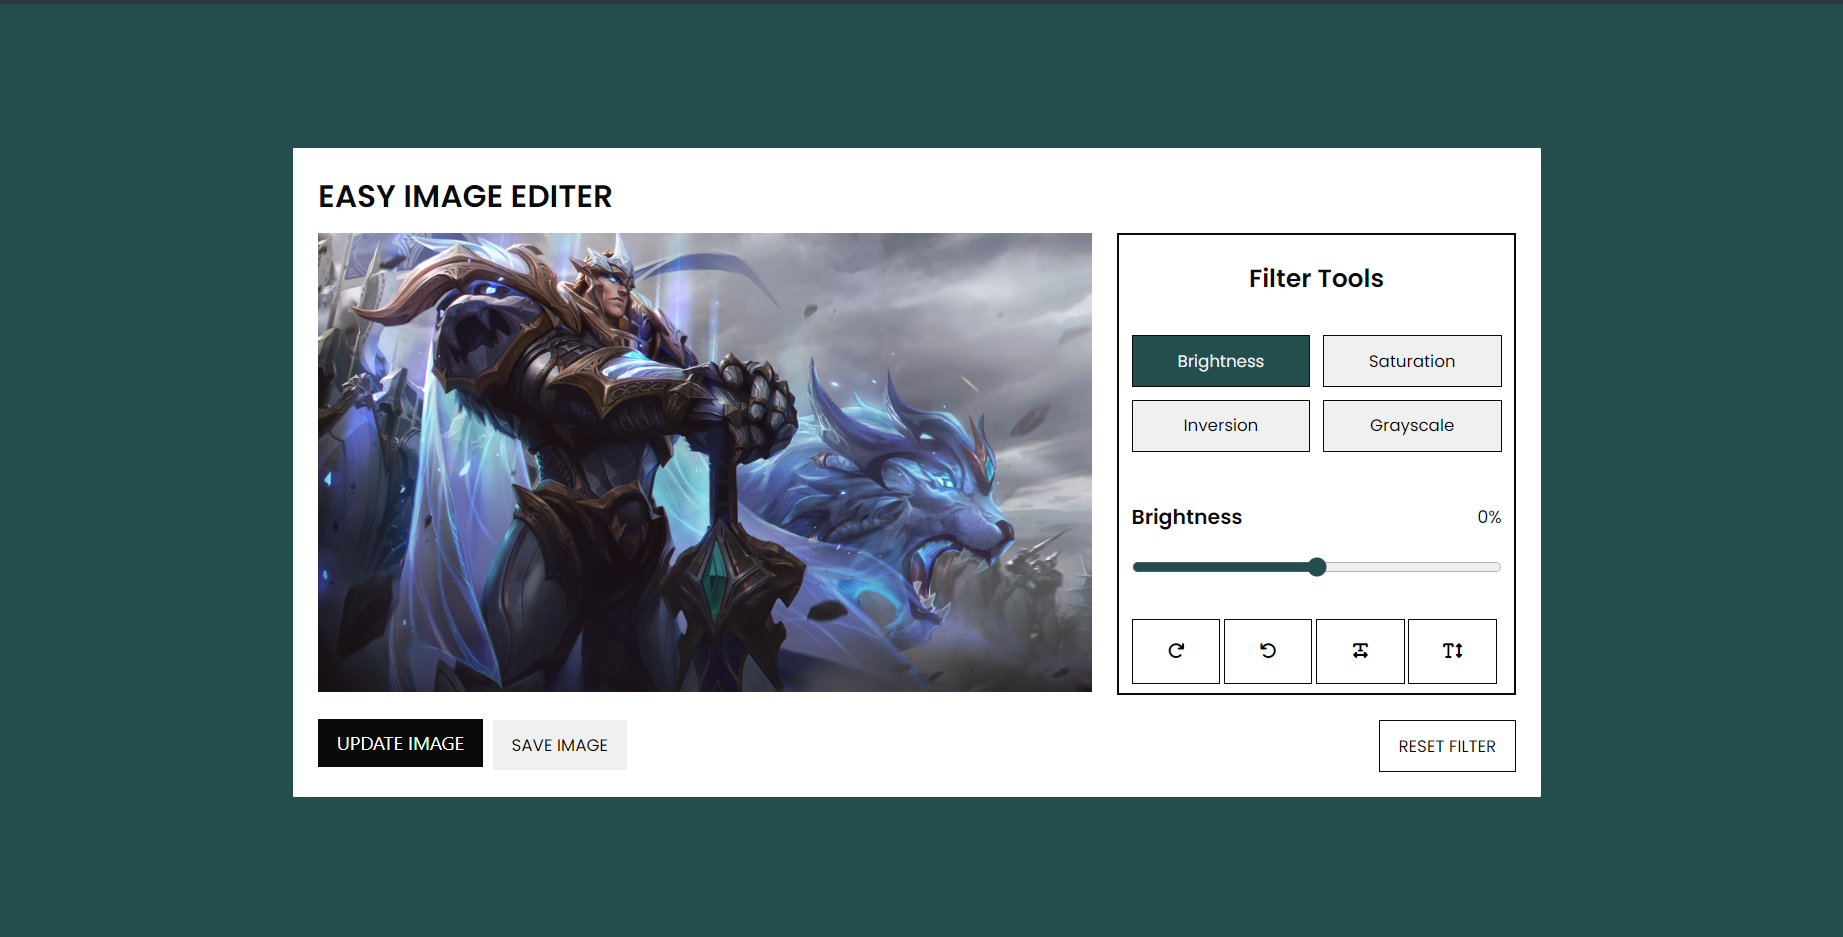 EASY IMAGE EDITER
Filter Tools
Brightness
Saturation
Inversion
Grayscale
Brightness
0%
UPDATE IMAGE
SAVE IMAGE
RESET FILTER